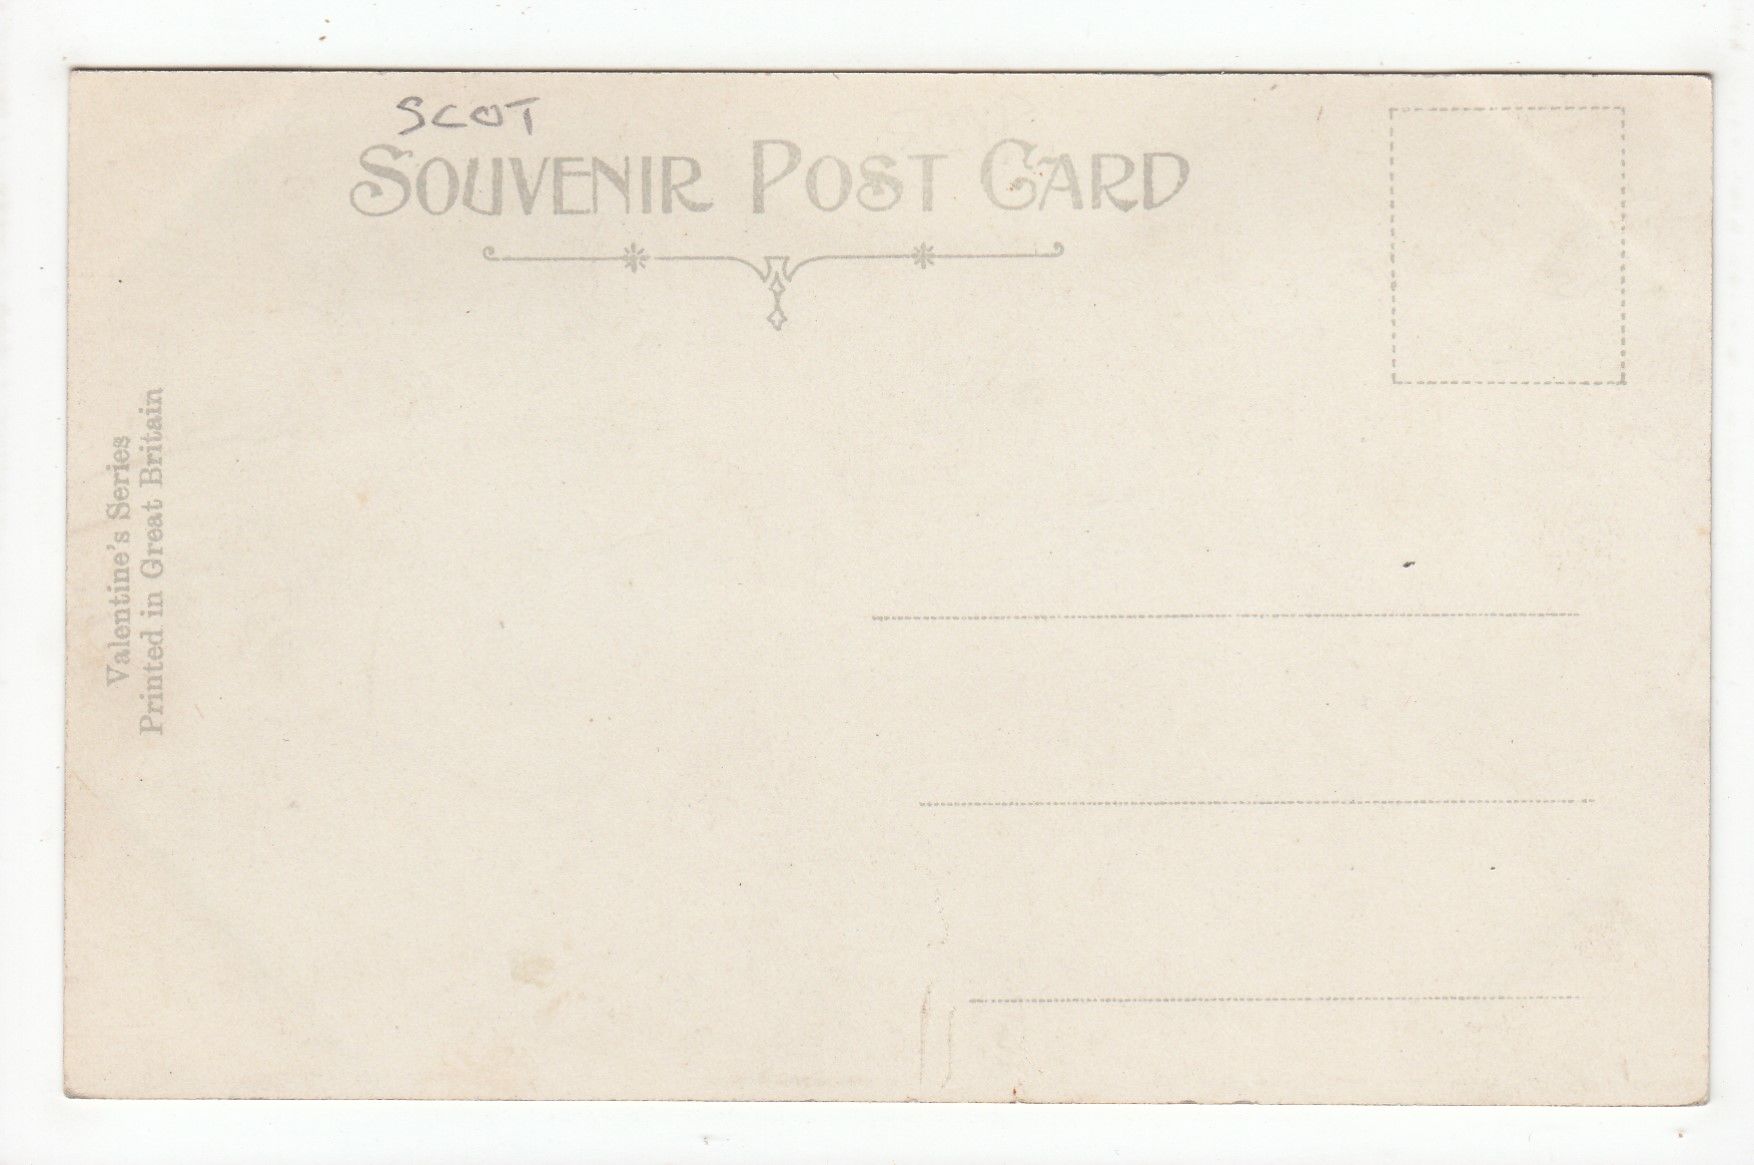 SCOT
SOUVENIR POST CARD
Valentine's Series
Printed in Great Britain